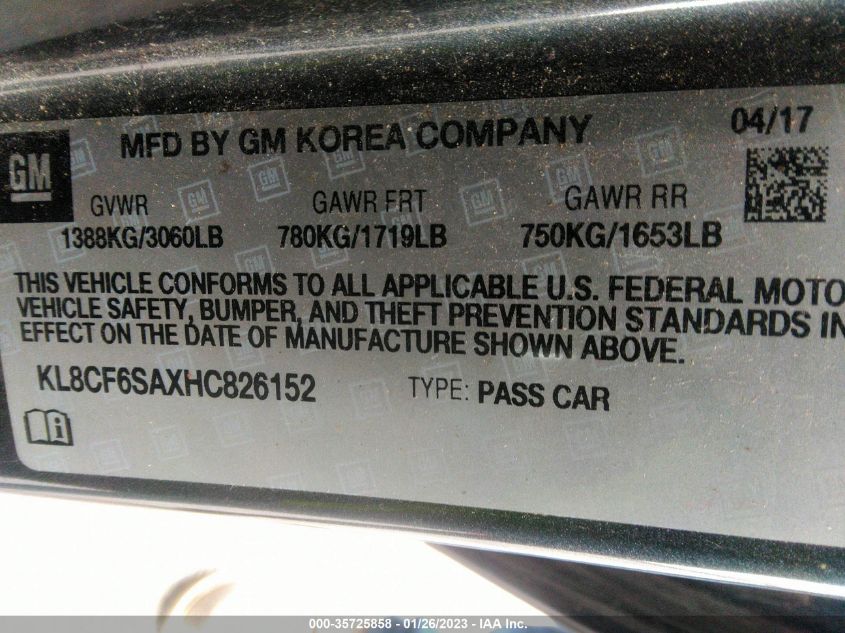 MFD BY GM KOREA COMPANY 04/17
GM
GVWR GAWR FRT GAWR RR
1388KG/3060LB 780KG/1719LB 750KG/1653LB
THIS VEHICLE CONFORMS TO ALL APPLICABLE U.S. FEDERAL MOTO
VEHICLE SAFETY, BUMPER, AND THEFT PREVENTION STANDARDS IN
EFFECT ON THE DATE OF MANUFACTURE SHOWN ABOVE.
KL8CF6SAXHC826152 TYPE: PASS CAR
000-35725858 - 01/26/2023 - IAA Inc.